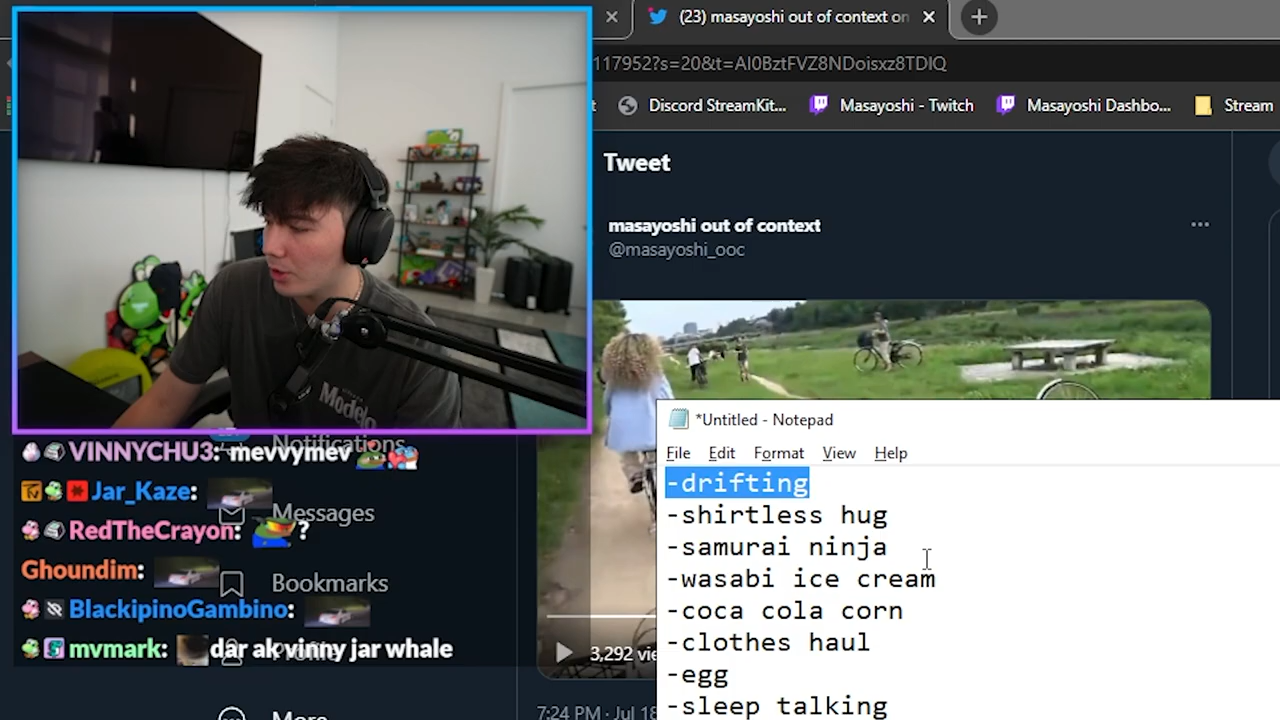 (23) masayoshi out of context on
117952?s=20&t=AI0BztFVZ8NDoisxz8TDIQ
Discord StreamKit...
Masayoshi - Twitch
Masayoshi Dashbo...
Stream
Tweet
masayoshi out of context
@masayoshi_ooc
Modelo
VINNYCHU3: mevvymev
Jar_Kaze:
RedTheCrayon: ?
Ghoundim:
BlackipinoGambino:
mvmark: dar ak vinny jar whale
Notifications
Messages
Bookmarks
Profile
More
*Untitled - Notepad
File Edit Format View Help
-drifting
-shirtless hug
-samurai ninja
-wasabi ice cream
-coca cola corn
-clothes haul
-egg
-sleep talking
3,292 vie
7:24 PM · Jul 18